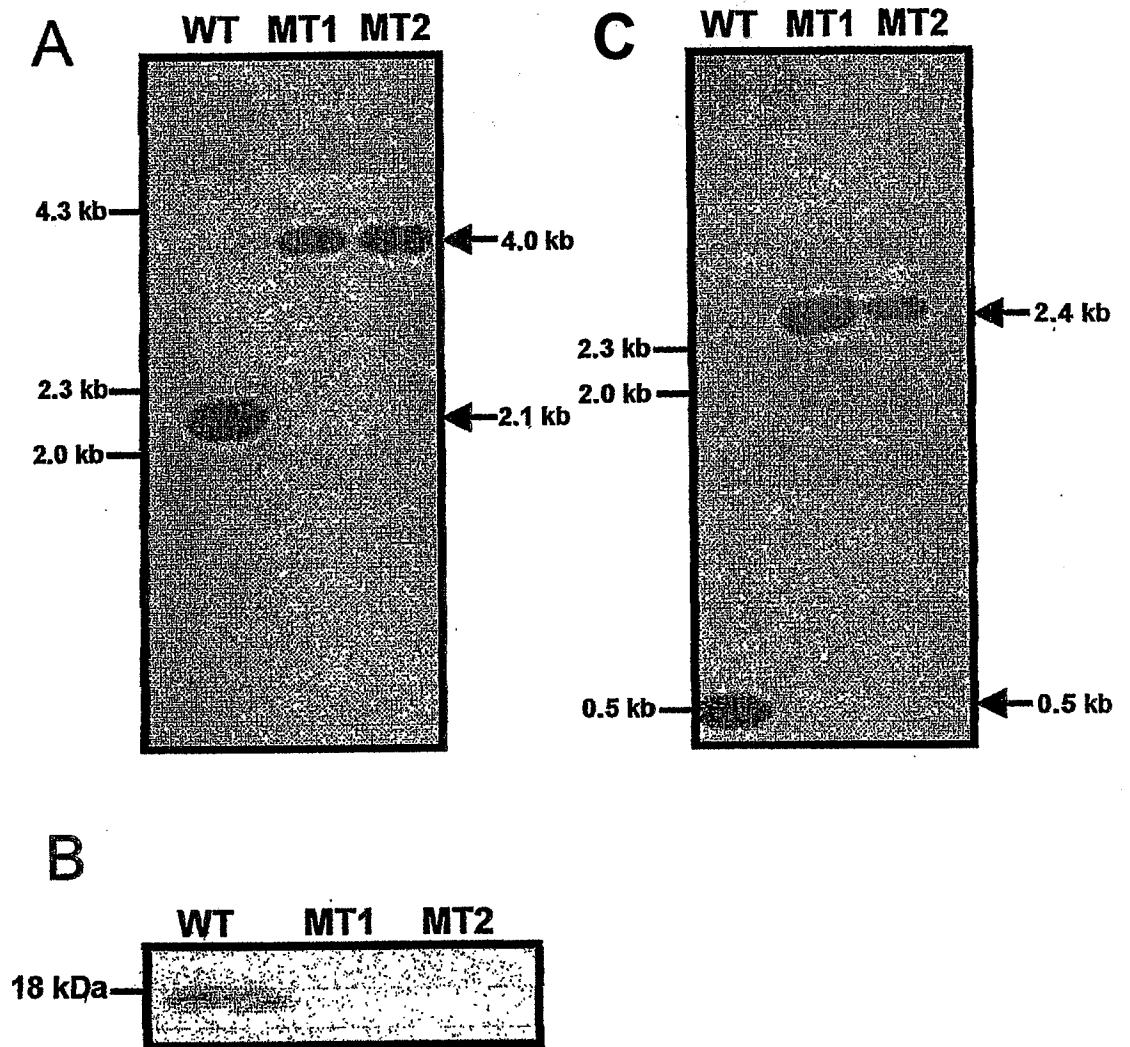 A
WT MT1 MT2
4.3 kb
4.0 kb
2.3 kb
2.1 kb
2.0 kb
C
WT MT1 MT2
2.4 kb
2.3 kb
2.0 kb
0.5 kb
0.5 kb
B
WT MT1 MT2
18 kDa